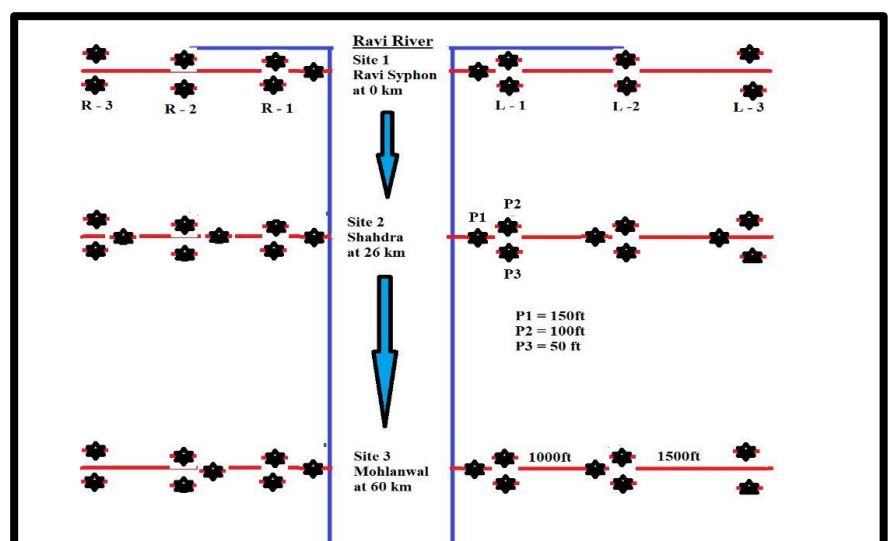 Ravi River
Site 1
Ravi Syphon
at 0 km
R - 3
R - 2
R - 1
L - 1
L -2
L - 3
Site 2
Shahdra
at 26 km
P1
P2
P3
P1 = 150ft
P2 = 100ft
P3 = 50 ft
Site 3
Mohlanwal
at 60 km
1000ft
1500ft